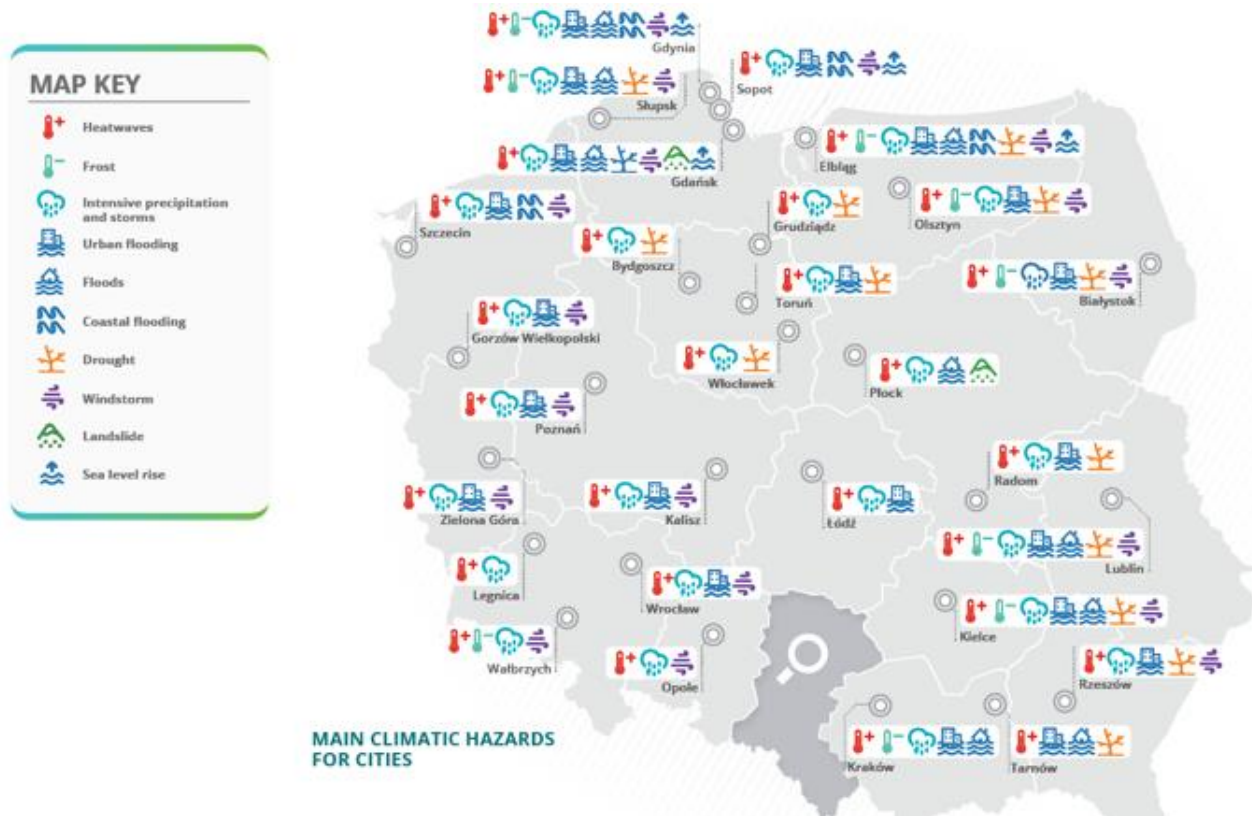 MAP KEY
Heatwaves
Frost
Intensive precipitation
and storms
Urban flooding
Floods
Coastal flooding
Drought
Windstorm
Landslide
Sea level rise
Gdynia
Sopot
Słupsk
Elbląg
Gdańsk
Olsztyn
Grudziądz
Szczecin
Bydgoszcz
Toruń
Białystok
Gorzów Wielkopolski
Włocławek
Płock
Poznań
Radom
Zielona Góra
Kalisz
Łódź
Lublin
Legnica
Wrocław
Kielce
Wałbrzych
Opole
Rzeszów
MAIN CLIMATIC HAZARDS
FOR CITIES
Kraków
Tarnów